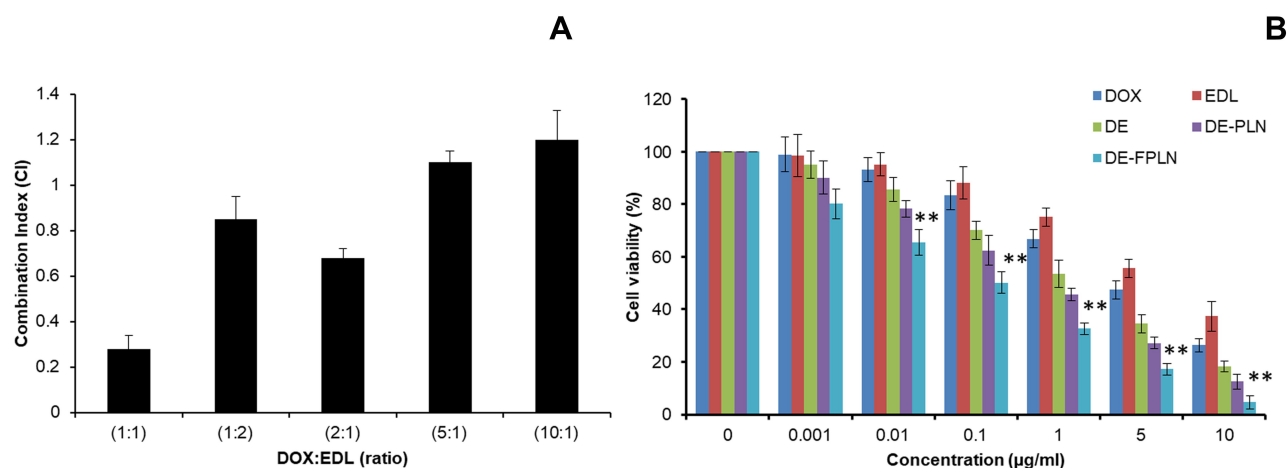 A
1.4
1.2
1
0.8
0.6
0.4
0.2
0
Combination Index (CI)
(1:1) (1:2) (2:1) (5:1) (10:1)
DOX:EDL (ratio)
B
DOX EDL
DE DE-PLN
DE-FPLN
120
100
80
60
40
20
0
Cell viability (%)
**
**
**
**
**
0 0.001 0.01 0.1 1 5 10
Concentration (µg/ml)